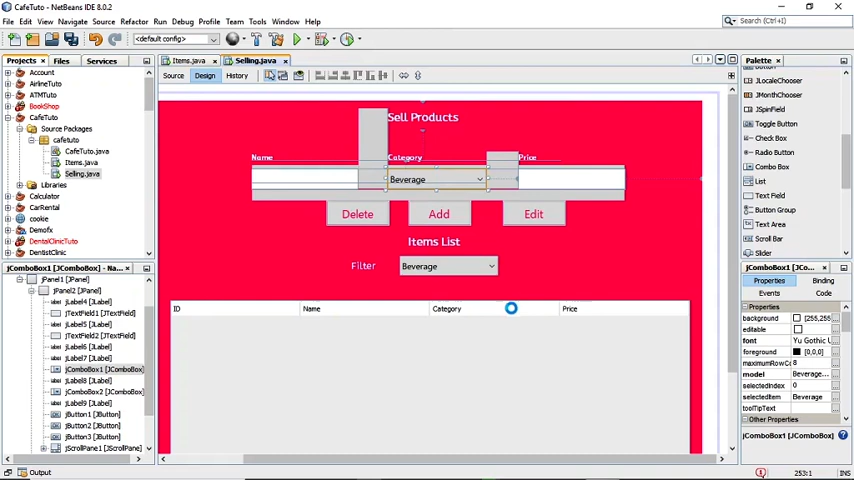 CafeTuto - NetBeans IDE 8.0.2
File Edit View Navigate Source Refactor Run Debug Profile Team Tools Window Help
Search (Ctrl+I)
<default config>
Projects
Files
Services
Account
AirlineTuto
ATMTuto
BookShop
CafeTuto
Source Packages
cafetuto
CafeTuto.java
Items.java
Selling.java
Libraries
Calculator
CarRental
cookie
Demofx
DentalClinicTuto
DentistClinic
jComboBox1 [JComboBox] - Na...
jPanel1 [JPanel]
jPanel2 [JPanel]
jLabel4 [JLabel]
jTextField1 [JTextField]
jLabel5 [JLabel]
jTextField2 [JTextField]
jLabel6 [JLabel]
jLabel7 [JLabel]
jComboBox1 [JComboBox]
jLabel8 [JLabel]
jComboBox2 [JComboBox]
jLabel9 [JLabel]
jButton1 [JButton]
jButton2 [JButton]
jButton3 [JButton]
jScrollPane1 [JScrollPane]
Output
Items.java
Selling.java
Source Design History
Sell Products
Name Category Price
Beverage
Delete Add Edit
Items List
Filter Beverage
ID Name Category Price
Palette
JLocaleChooser
JMonthChooser
JSpinField
Toggle Button
Check Box
Radio Button
Combo Box
List
Text Field
Button Group
Text Area
Scroll Bar
Slider
jComboBox1 [JC...
Properties Binding
Events Code
Properties
background [255,255
editable
font Yu Gothic U
foreground [0,0,0]
maximumRowCo 8
model Beverage...
selectedIndex 0
selectedItem Beverage
toolTipText
Other Properties
jComboBox1 [JComboBox]
253:1 INS